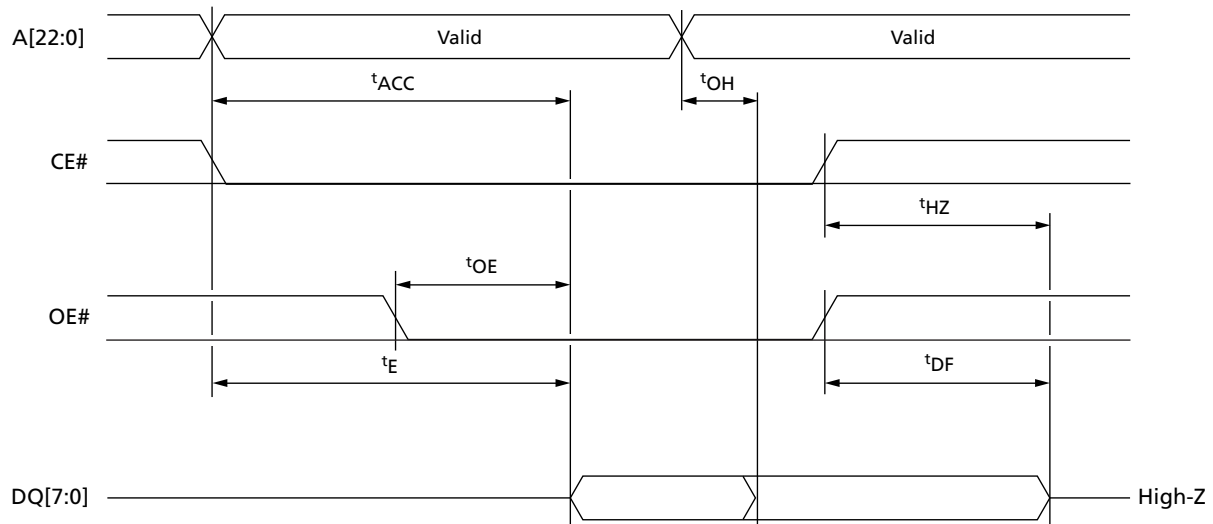 A[22:0]
Valid
Valid
tACC
tOH
CE#
tHZ
tOE
OE#
tE
tDF
DQ[7:0]
High-Z